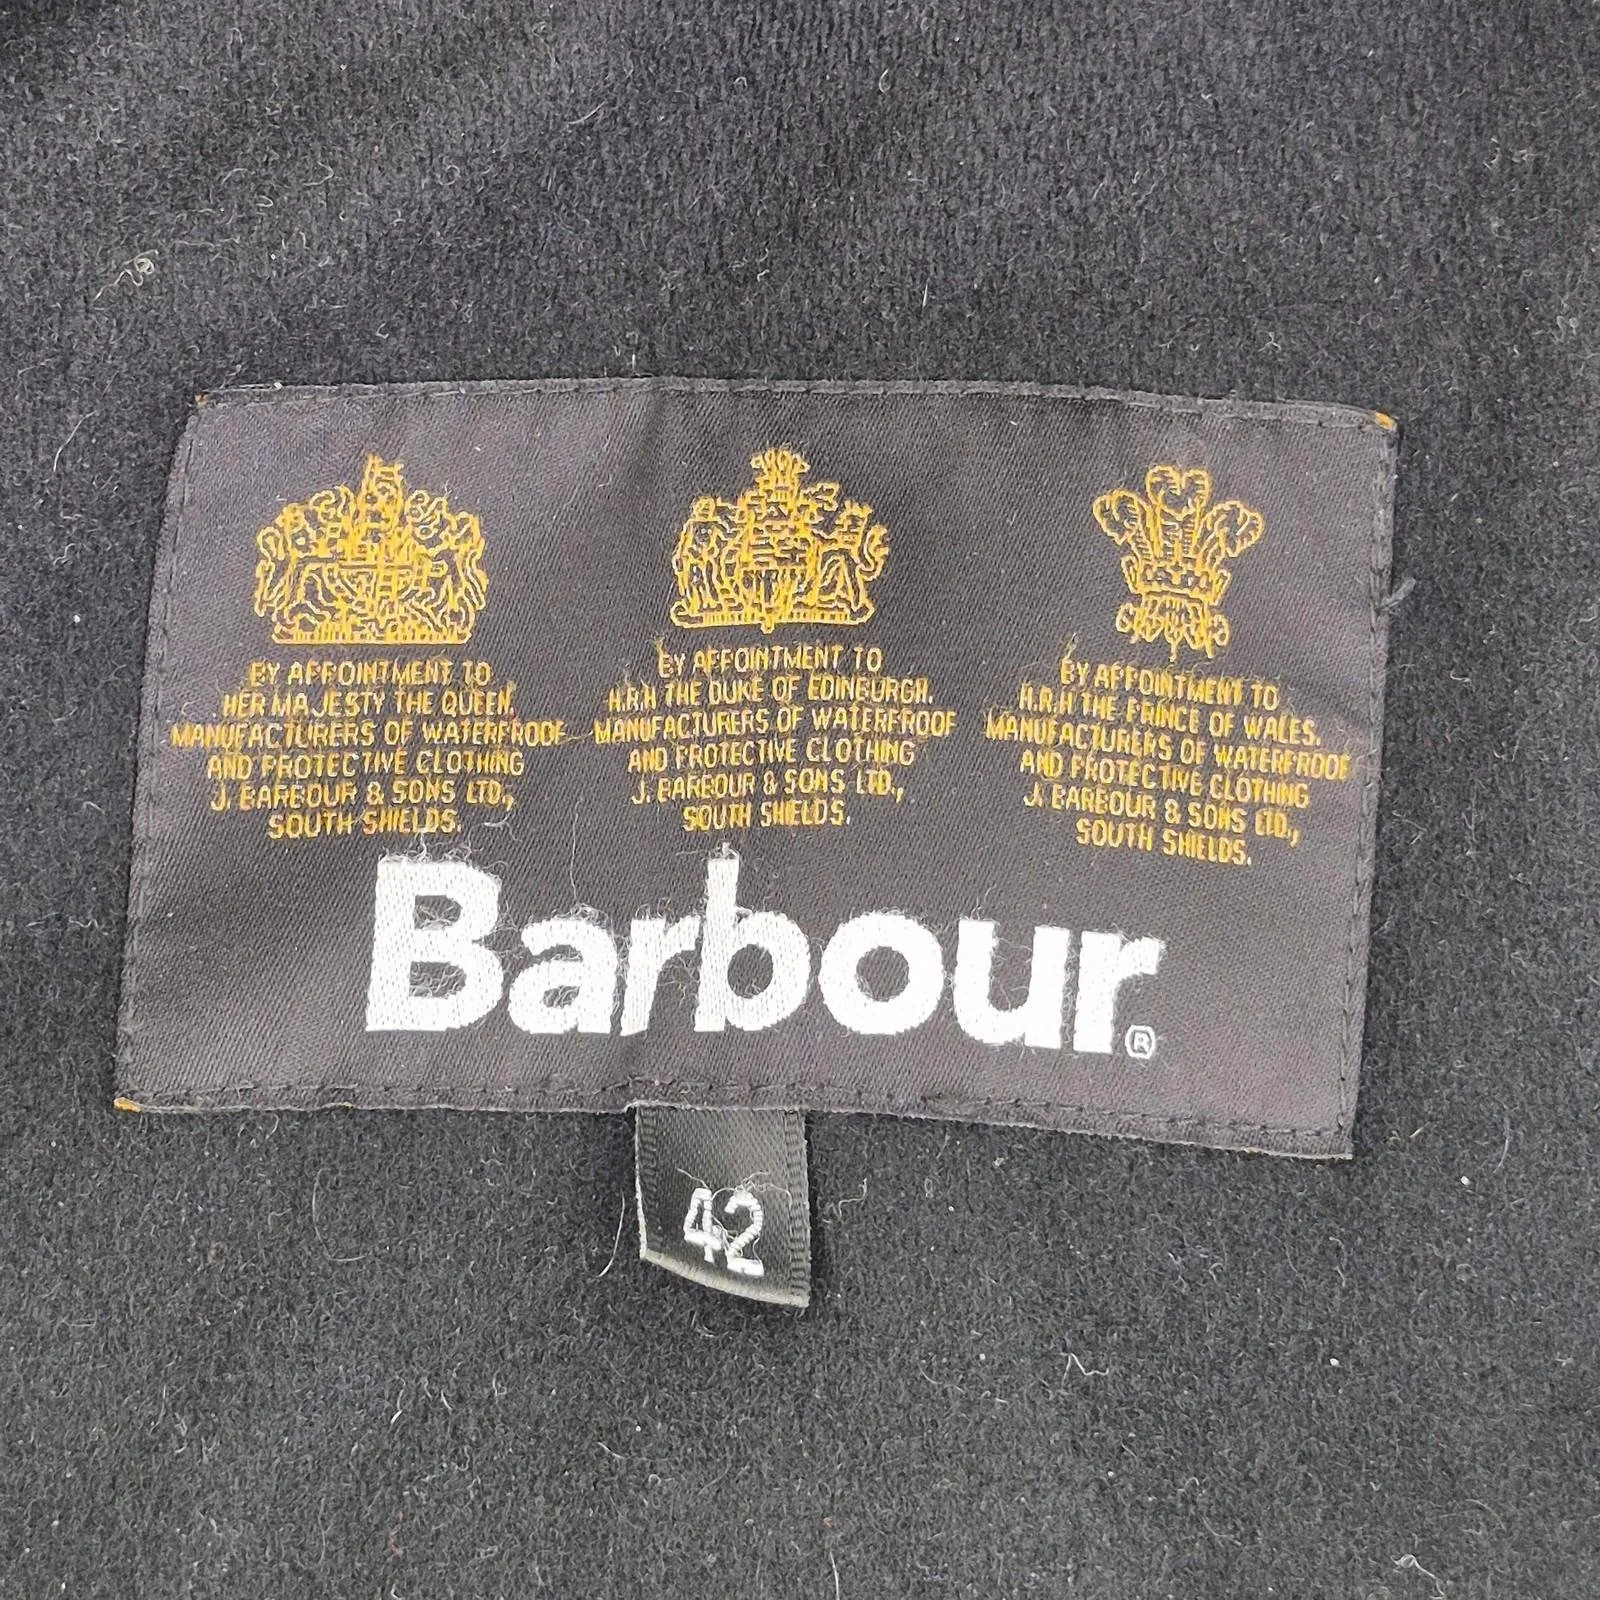 BY APPOINTMENT TO
HER MAJESTY THE QUEEN,
MANUFACTURERS OF WATERPROOF
AND PROTECTIVE CLOTHING
J. BARBOUR & SONS LTD.,
SOUTH SHIELDS.
BY APPOINTMENT TO
H.R.H THE DUKE OF EDINBURGH.
MANUFACTURERS OF WATERPROOF
AND PROTECTIVE CLOTHING
J. BARBOUR & SONS LTD.,
SOUTH SHIELDS.
BY APPOINTMENT TO
H.R.H THE PRINCE OF WALES.
MANUFACTURERS OF WATERPROOF
AND PROTECTIVE CLOTHING
J. BARBOUR & SONS LTD.,
SOUTH SHIELDS.
Barbour®
42